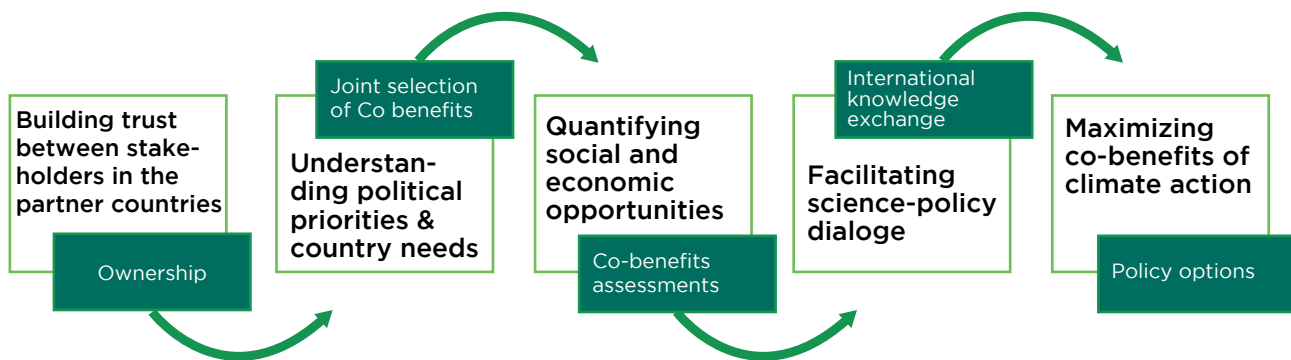 Building trust
between stake-
holders in the
partner countries
Ownership
Joint selection
of Co benefits
Understan-
ding political
priorities &
country needs
Quantifying
social and
economic
opportunities
Co-benefits
assessments
International
knowledge
exchange
Facilitating
science-policy
dialoge
Maximizing
co-benefits of
climate action
Policy options